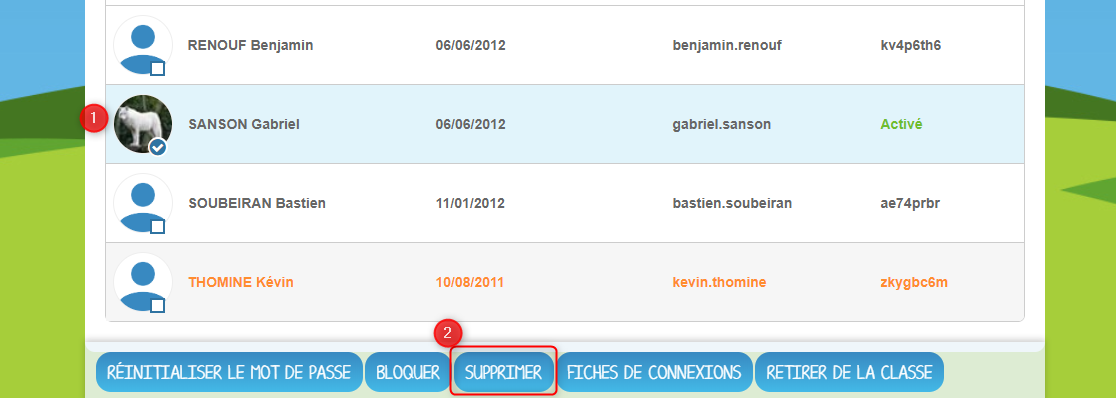 RENOUF Benjamin 06/06/2012 benjamin.renouf kv4p6th6
1 SANSON Gabriel 06/06/2012 gabriel.sanson Activé
SOUBEIRAN Bastien 11/01/2012 bastien.soubeiran ae74prbr
THOMINE Kévin 10/08/2011 kevin.thomine zkygbc6m
2
RÉINITIALISER LE MOT DE PASSE BLOQUER SUPPRIMER FICHES DE CONNEXIONS RETIRER DE LA CLASSE